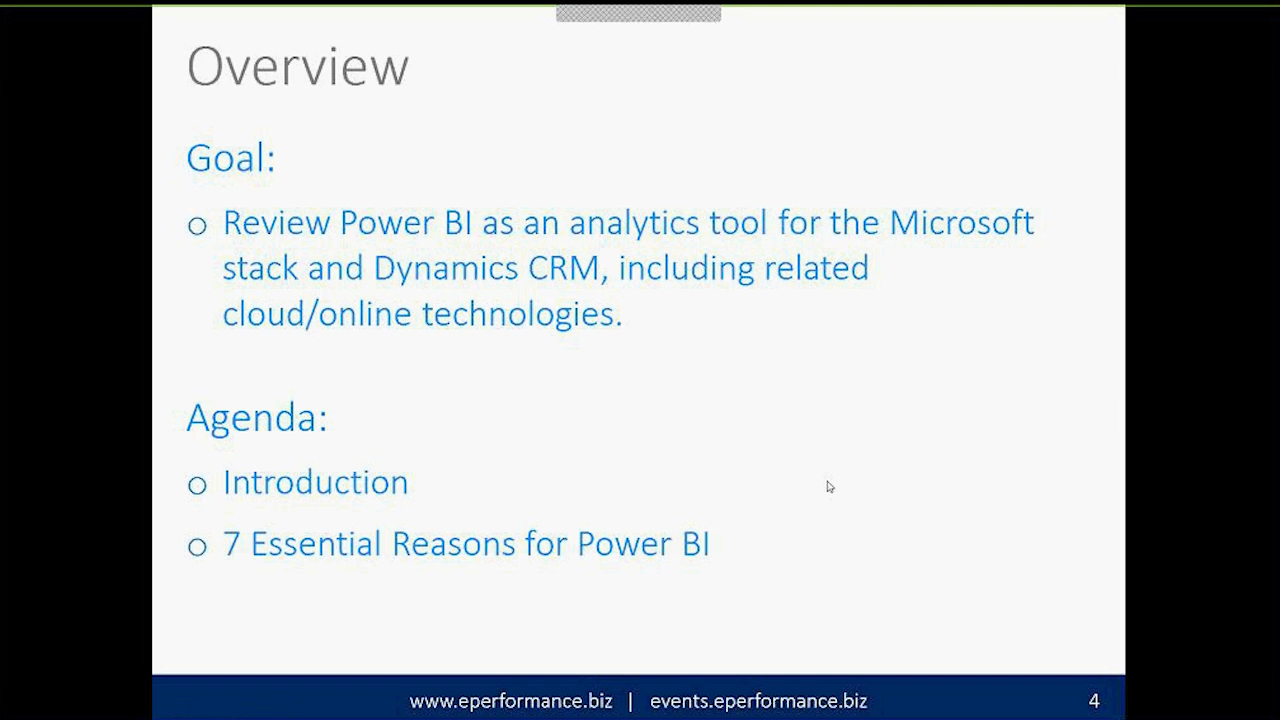 Overview
Goal:
o Review Power BI as an analytics tool for the Microsoft
stack and Dynamics CRM, including related
cloud/online technologies.
Agenda:
o Introduction
o 7 Essential Reasons for Power BI
www.eperformance.biz | events.eperformance.biz 4